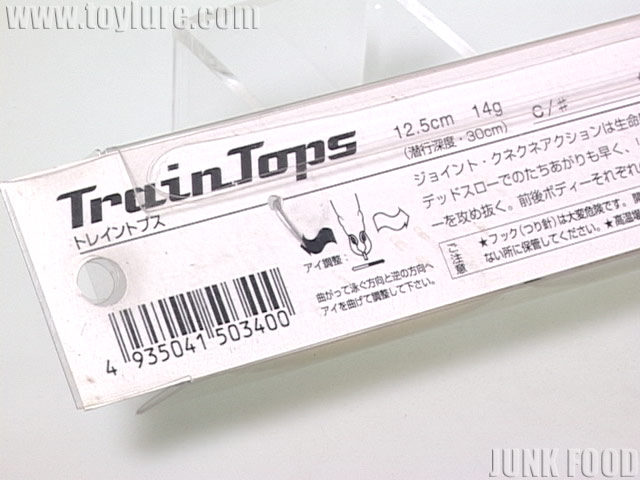 www.toylure.com
TrainTops
トレイントプス
12.5cm 14g C/#
(潜行深度・30cm)
ジョイント・クネクネアクションは生命
デッドスローでのたちあがりも早く、
ーを攻め抜く。前後ボディーそれぞれ
アイ調整:
曲がって泳ぐ方向と逆の方向へ
アイを曲げて調整して下さい。
ご注意
★フック(つり針)は大変危険です。
ない所に保管してください。★高温
4 935041 503400
JUNK FOOD